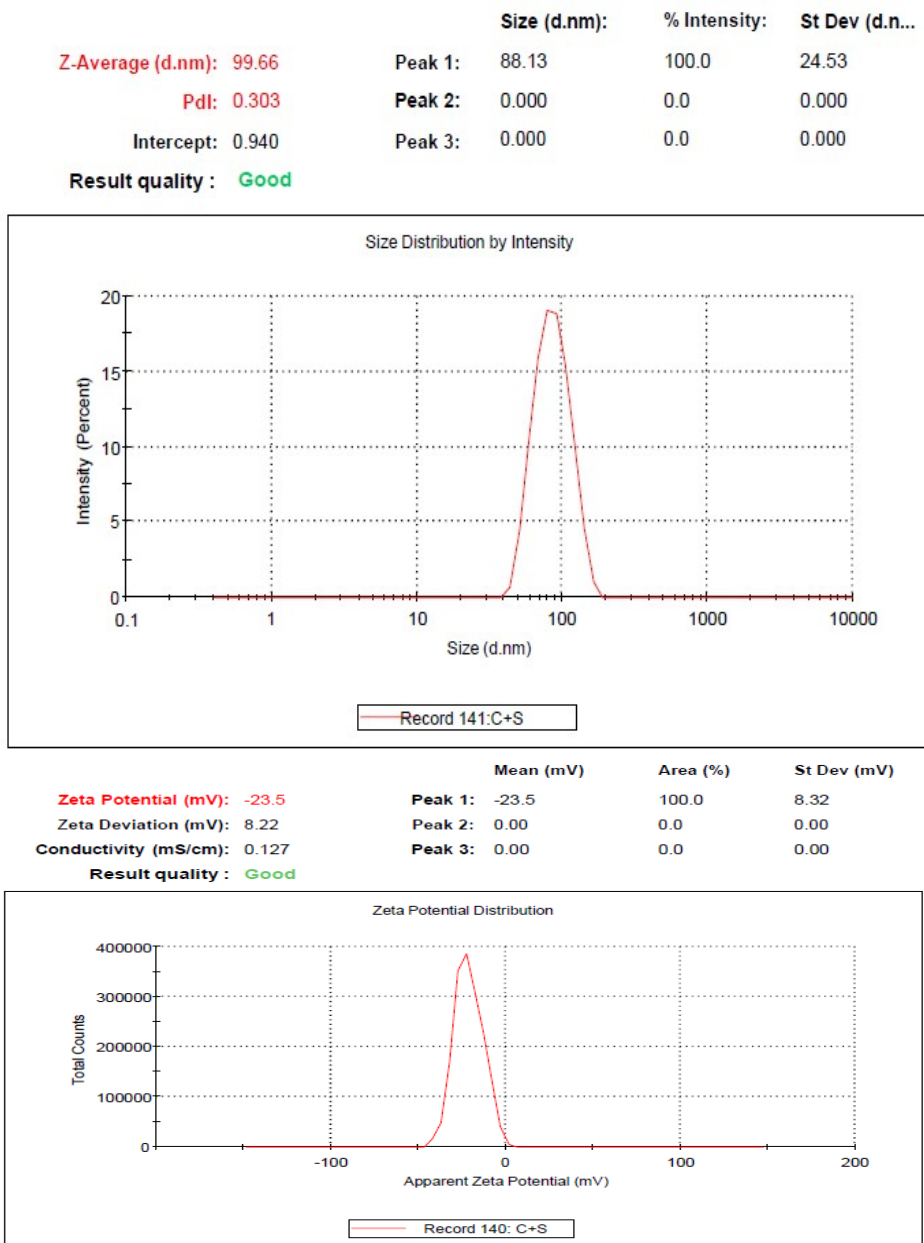 Size (d.nm): % Intensity: St Dev (d.n...
Z-Average (d.nm): 99.66 Peak 1: 88.13 100.0 24.53
PdI: 0.303 Peak 2: 0.000 0.0 0.000
Intercept: 0.940 Peak 3: 0.000 0.0 0.000
Result quality : Good
Size Distribution by Intensity
20
15
10
5
0
Intensity (Percent)
0.1 1 10 100 1000 10000
Size (d.nm)
Record 141:C+S
Mean (mV) Area (%) St Dev (mV)
Zeta Potential (mV): -23.5 Peak 1: -23.5 100.0 8.32
Zeta Deviation (mV): 8.22 Peak 2: 0.00 0.0 0.00
Conductivity (mS/cm): 0.127 Peak 3: 0.00 0.0 0.00
Result quality : Good
Zeta Potential Distribution
400000
300000
200000
100000
0
Total Counts
-100 0 100 200
Apparent Zeta Potential (mV)
Record 140: C+S